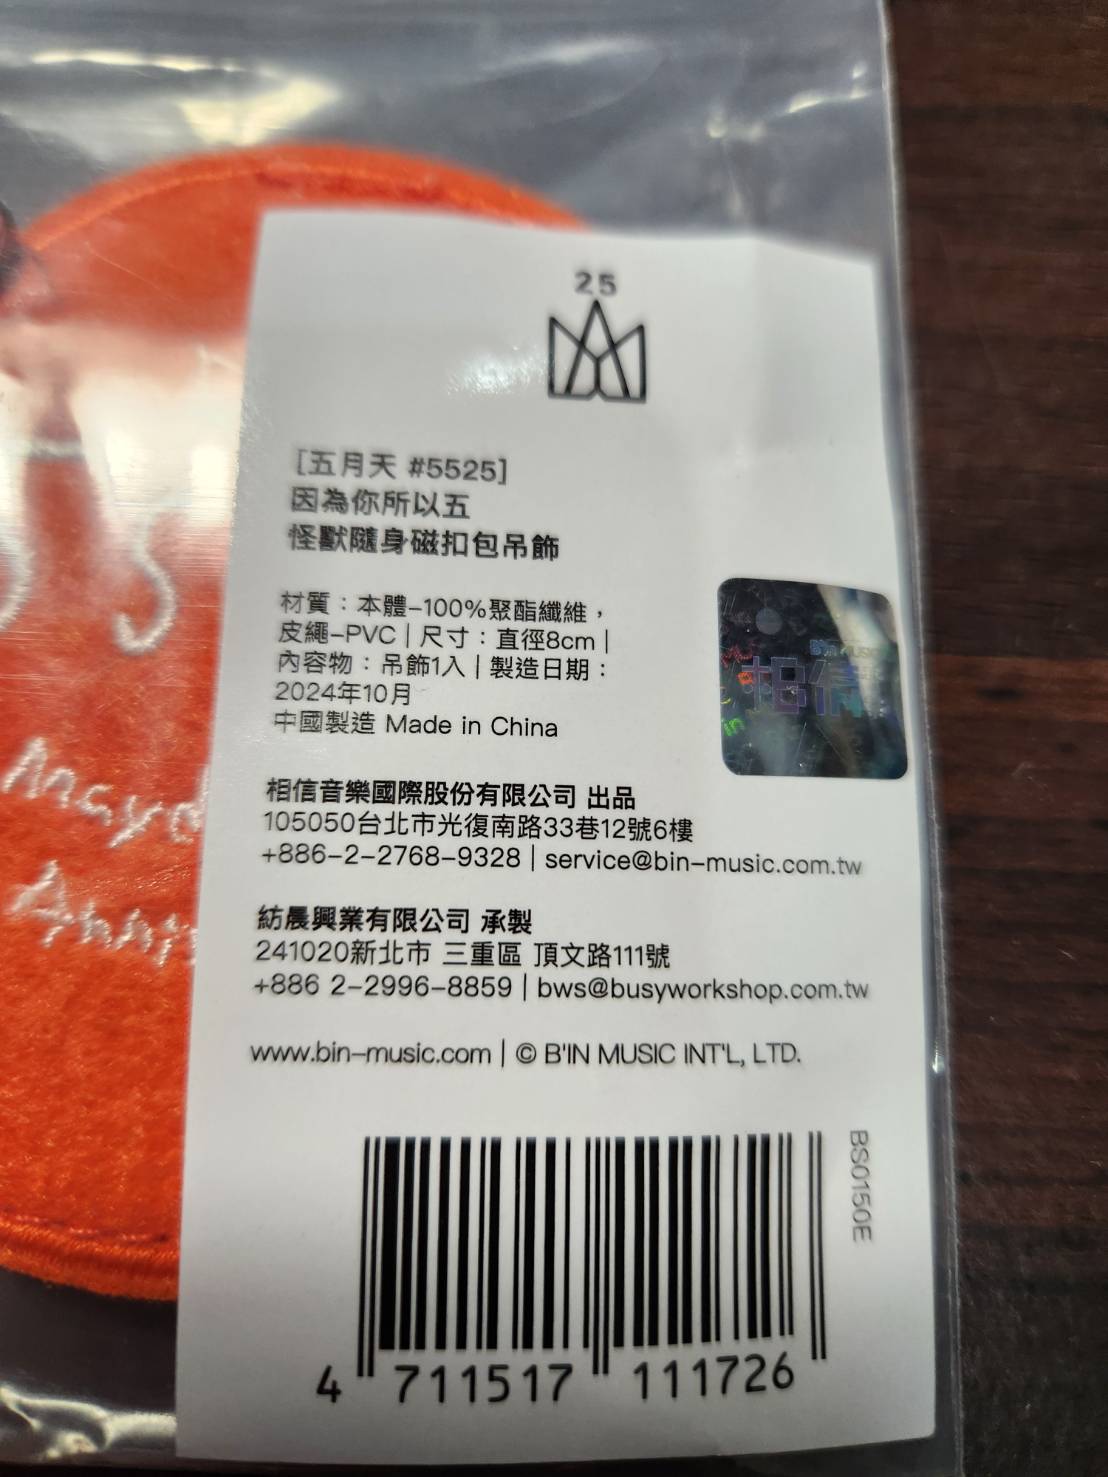 25
[五月天 #5525]
因為你所以五
怪獸隨身磁扣包吊飾
材質：本體-100%聚酯纖維，
皮繩-PVC | 尺寸：直徑8cm |
內容物：吊飾1入 | 製造日期：
2024年10月
中國製造 Made in China
B'IN MUSIC
相信
in
相信音樂國際股份有限公司 出品
105050台北市光復南路33巷12號6樓
+886-2-2768-9328 | service@bin-music.com.tw
紡晨興業有限公司 承製
241020新北市 三重區 頂文路111號
+886 2-2996-8859 | bws@busyworkshop.com.tw
www.bin-music.com | © B'IN MUSIC INT'L, LTD.
BS0150E
4 711517 111726